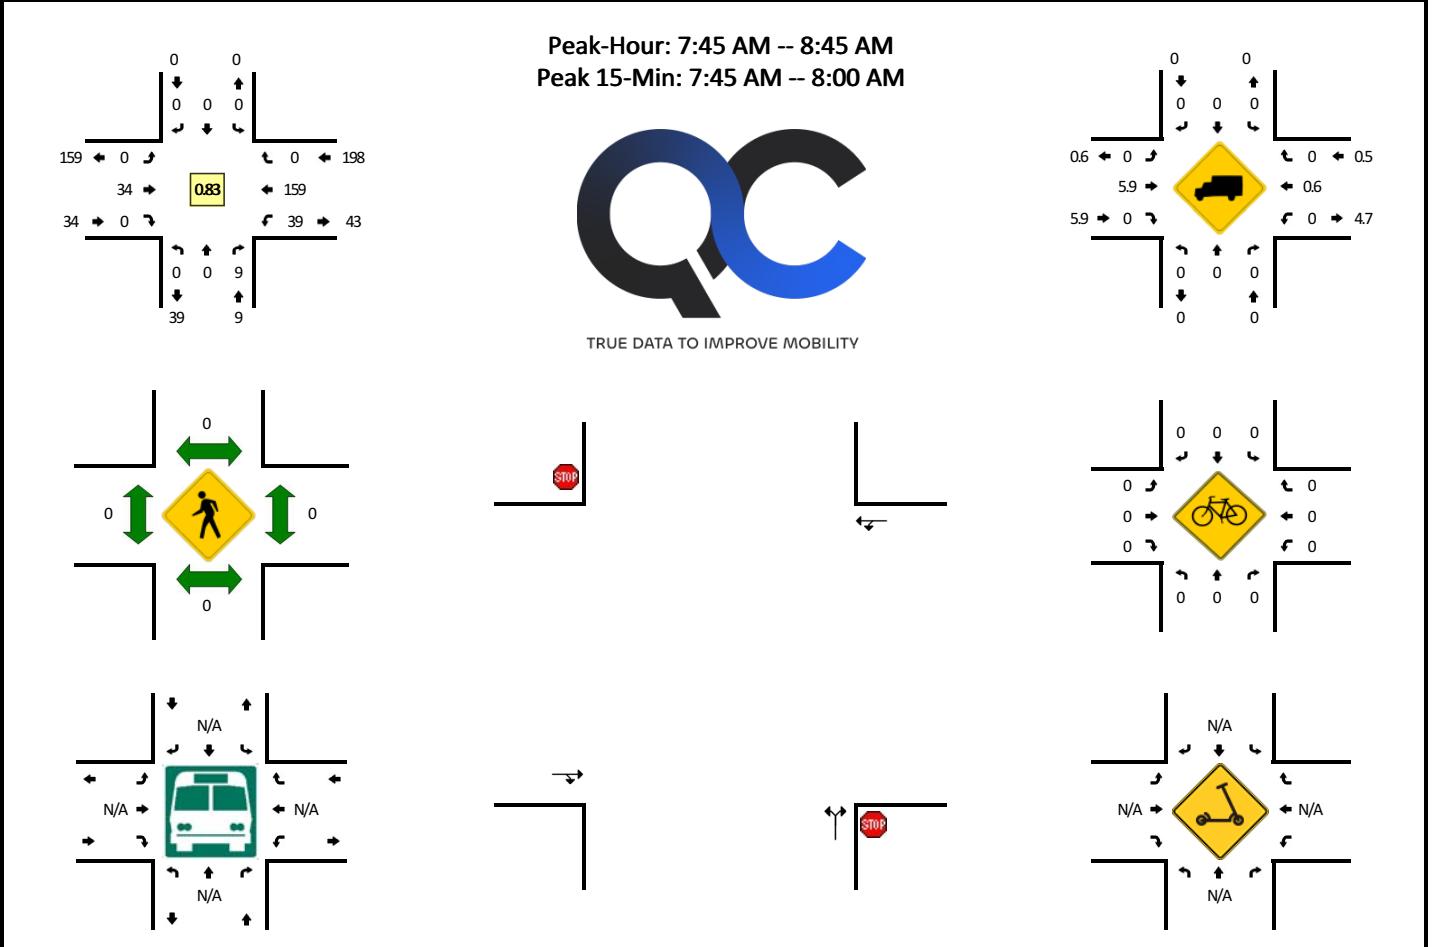 Peak-Hour: 7:45 AM -- 8:45 AM
Peak 15-Min: 7:45 AM -- 8:00 AM
0 0
0 0 0
159 0 0 198
34 0.83 159
34 0 39 43
0 0 9
39 9
0 0
0 0 0
0.6 0 0 0.5
5.9 0.6
5.9 0 0 4.7
0 0 0
0 0
QC
TRUE DATA TO IMPROVE MOBILITY
0
0 0
0
STOP
STOP
0 0 0
0 0
0 0
0 0
0 0 0
N/A
N/A N/A
N/A
N/A
N/A N/A
N/A